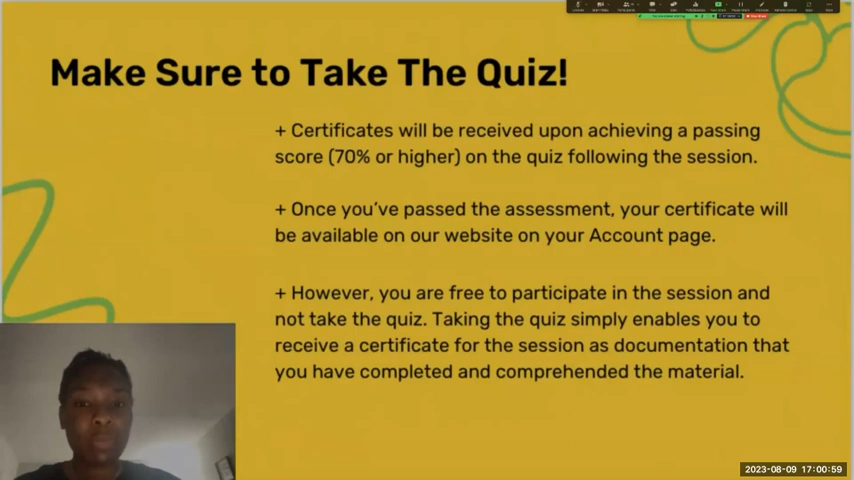 Make Sure to Take The Quiz!
+ Certificates will be received upon achieving a passing
score (70% or higher) on the quiz following the session.
+ Once you've passed the assessment, your certificate will
be available on our website on your Account page.
+ However, you are free to participate in the session and
not take the quiz. Taking the quiz simply enables you to
receive a certificate for the session as documentation that
you have completed and comprehended the material.
2023-08-09 17:00:59